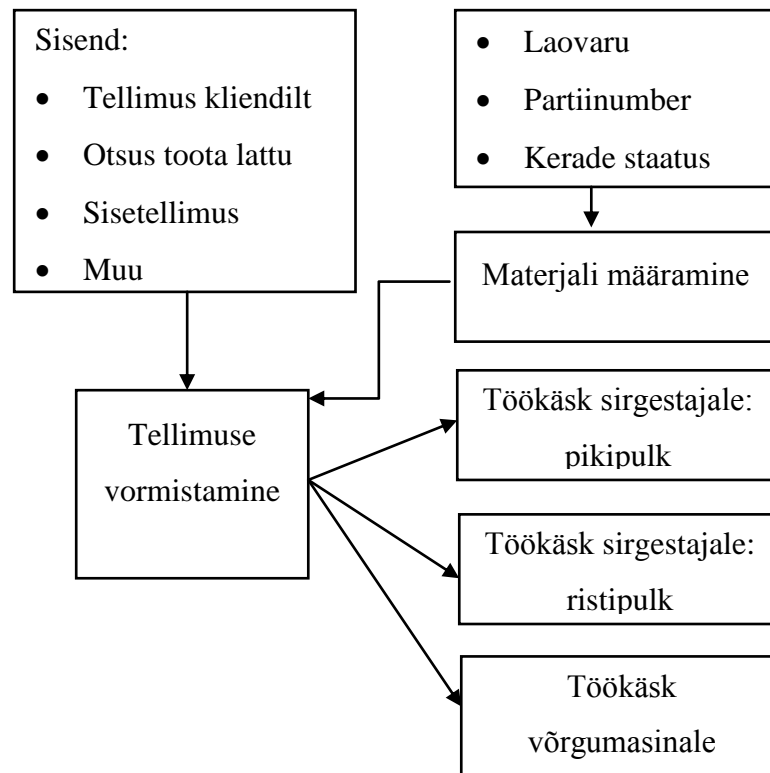 Sisend:
• Tellimus kliendilt
• Otsus toota lattu
• Sisetellimus
• Muu
• Laovaru
• Partiinumber
• Kerade staatus
Materjali määramine
Tellimuse
vormistamine
Töökäsk sirgestajale:
pikipulk
Töökäsk sirgestajale:
ristipulk
Töökäsk
võrgumasinale